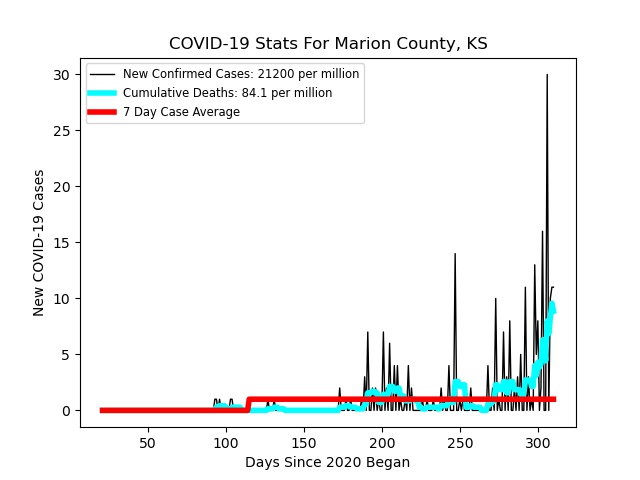 COVID-19 Stats For Marion County, KS
New Confirmed Cases: 21200 per million
Cumulative Deaths: 84.1 per million
7 Day Case Average
New COVID-19 Cases
30
25
20
15
10
5
0
50 100 150 200 250 300
Days Since 2020 Began